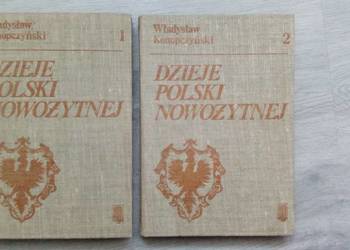 Władysław
Konopczyński
1
DZIEJE
POLSKI
NOWOŻYTNEJ
Władysław
Konopczyński
2
DZIEJE
POLSKI
NOWOŻYTNEJ